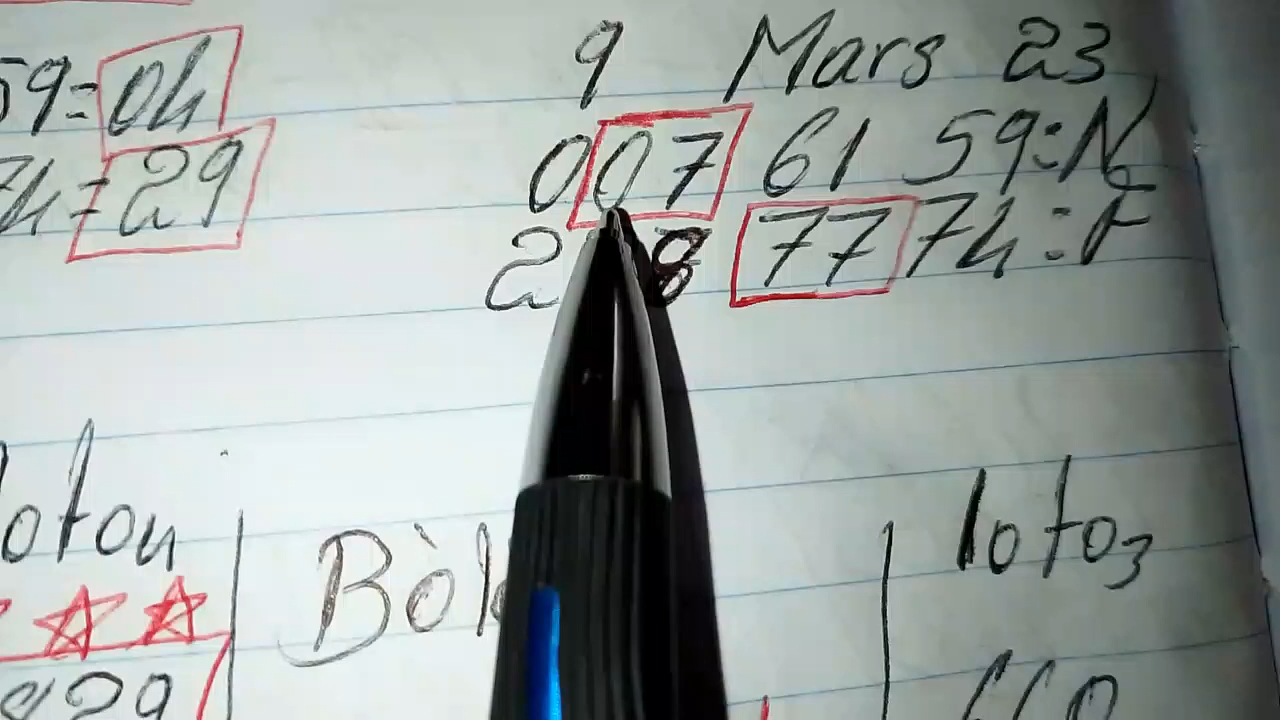 9 Mars 23
59=04
007 61 59=N
74=29
77 74=F
loto4
Bòl
loto3